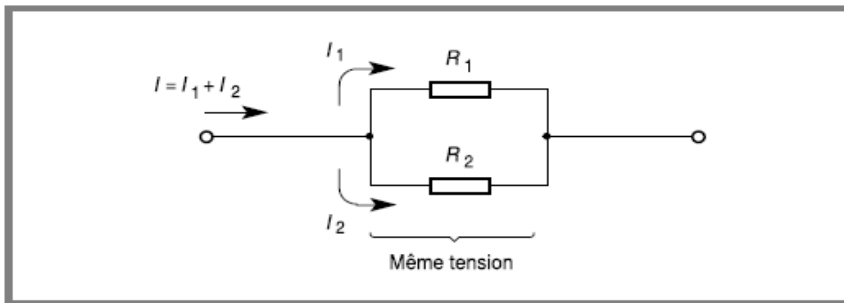 I₁
R₁
I = I₁ + I₂
R₂
I₂
Même tension